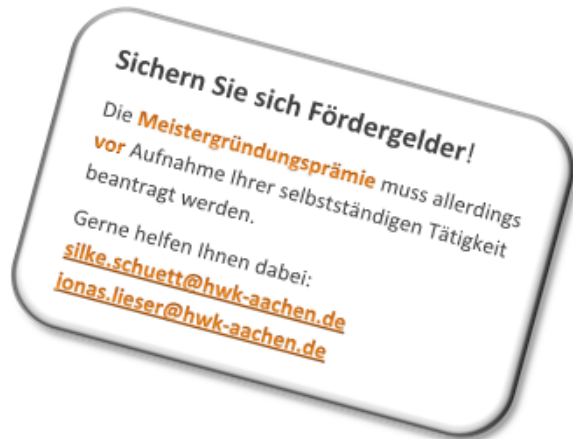 Sichern Sie sich Fördergelder!
Die Meistergründungsprämie muss allerdings
vor Aufnahme Ihrer selbstständigen Tätigkeit
beantragt werden.
Gerne helfen Ihnen dabei:
silke.schuett@hwk-aachen.de
jonas.lieser@hwk-aachen.de